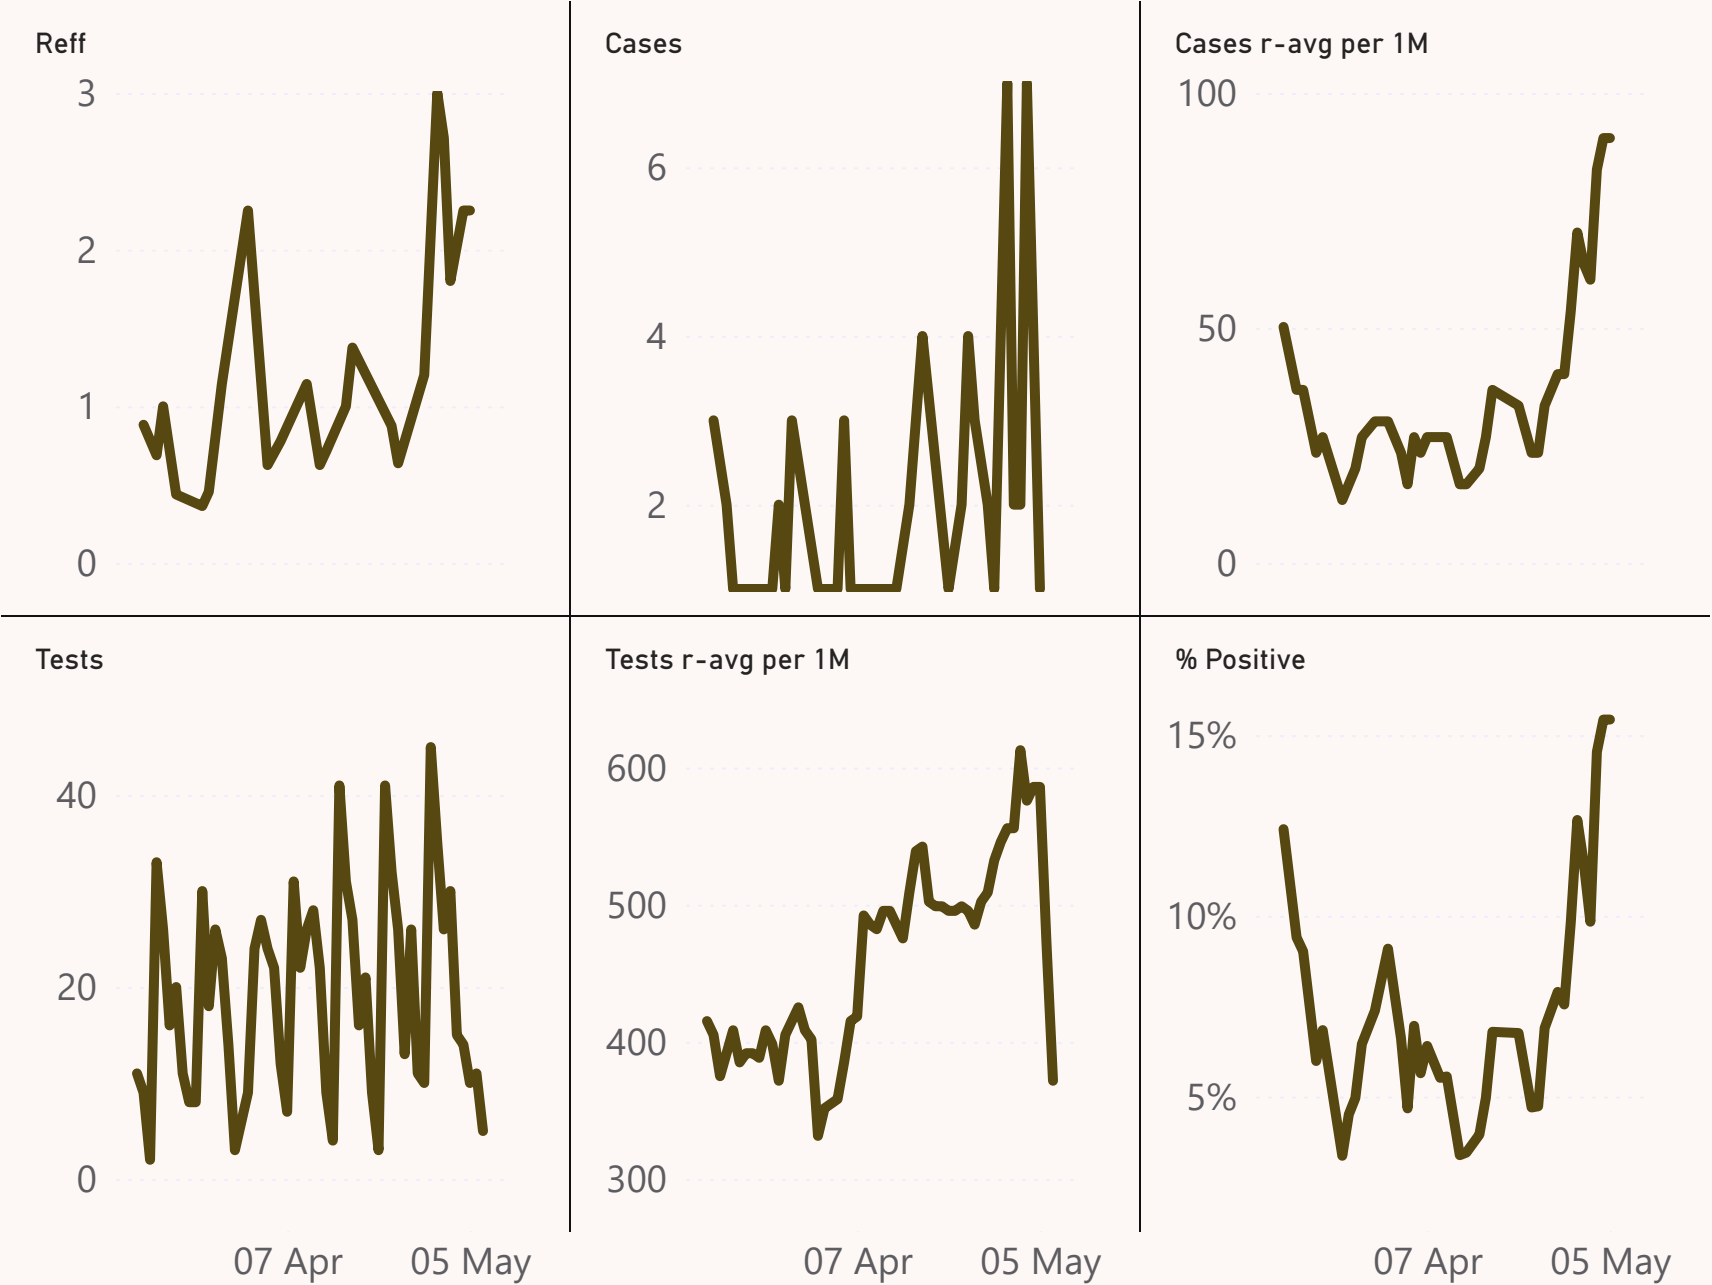 Reff
3
2
1
0
Cases
6
4
2
Cases r-avg per 1M
100
50
0
Tests
40
20
0
07 Apr 05 May
Tests r-avg per 1M
600
500
400
300
07 Apr 05 May
% Positive
15%
10%
5%
07 Apr 05 May